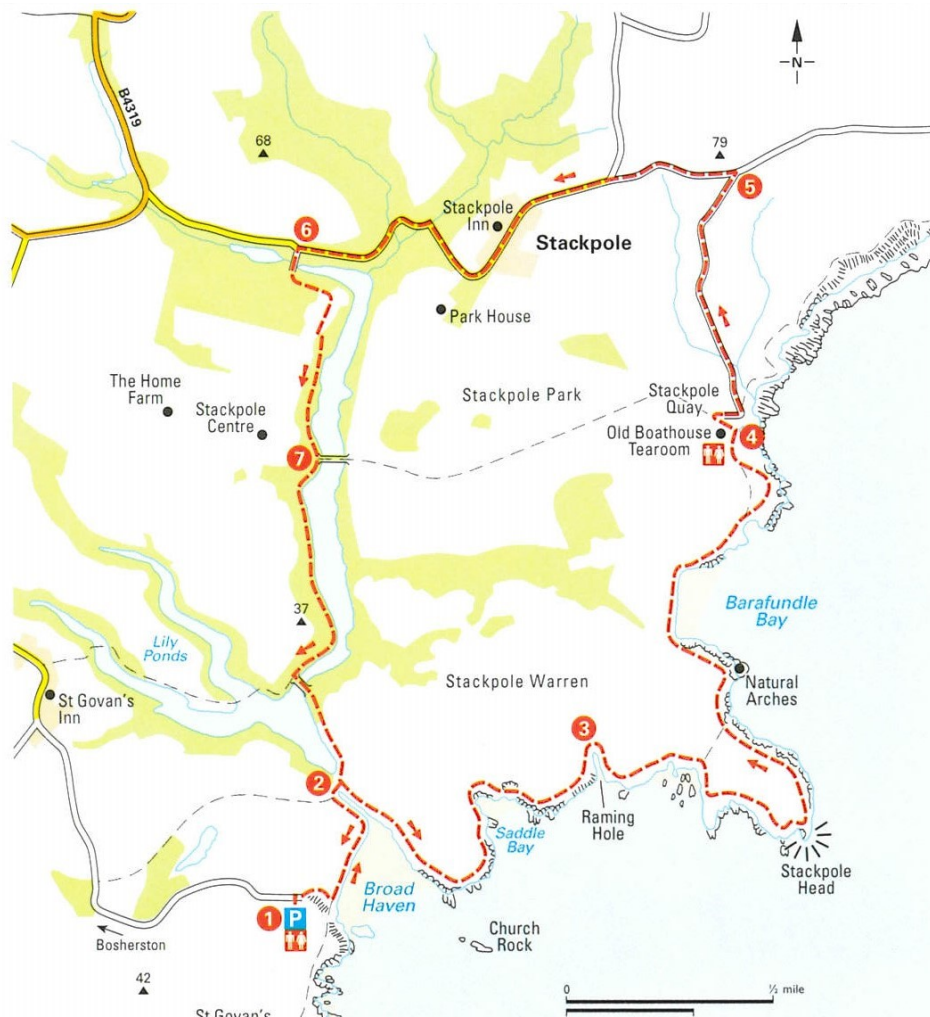 N
B4319
68
79
5
6
Stackpole
Inn
Stackpole
Park House
The Home
Farm
Stackpole
Centre
Stackpole Park
Stackpole
Quay
Old Boathouse
Tearoom
4
7
37
Barafundle
Bay
Lily
Ponds
St Govan's
Inn
Stackpole Warren
Natural
Arches
3
2
Raming
Hole
Saddle
Bay
Stackpole
Head
Broad
Haven
1
P
Church
Rock
Bosherston
42
0
½ mile
St Govan's